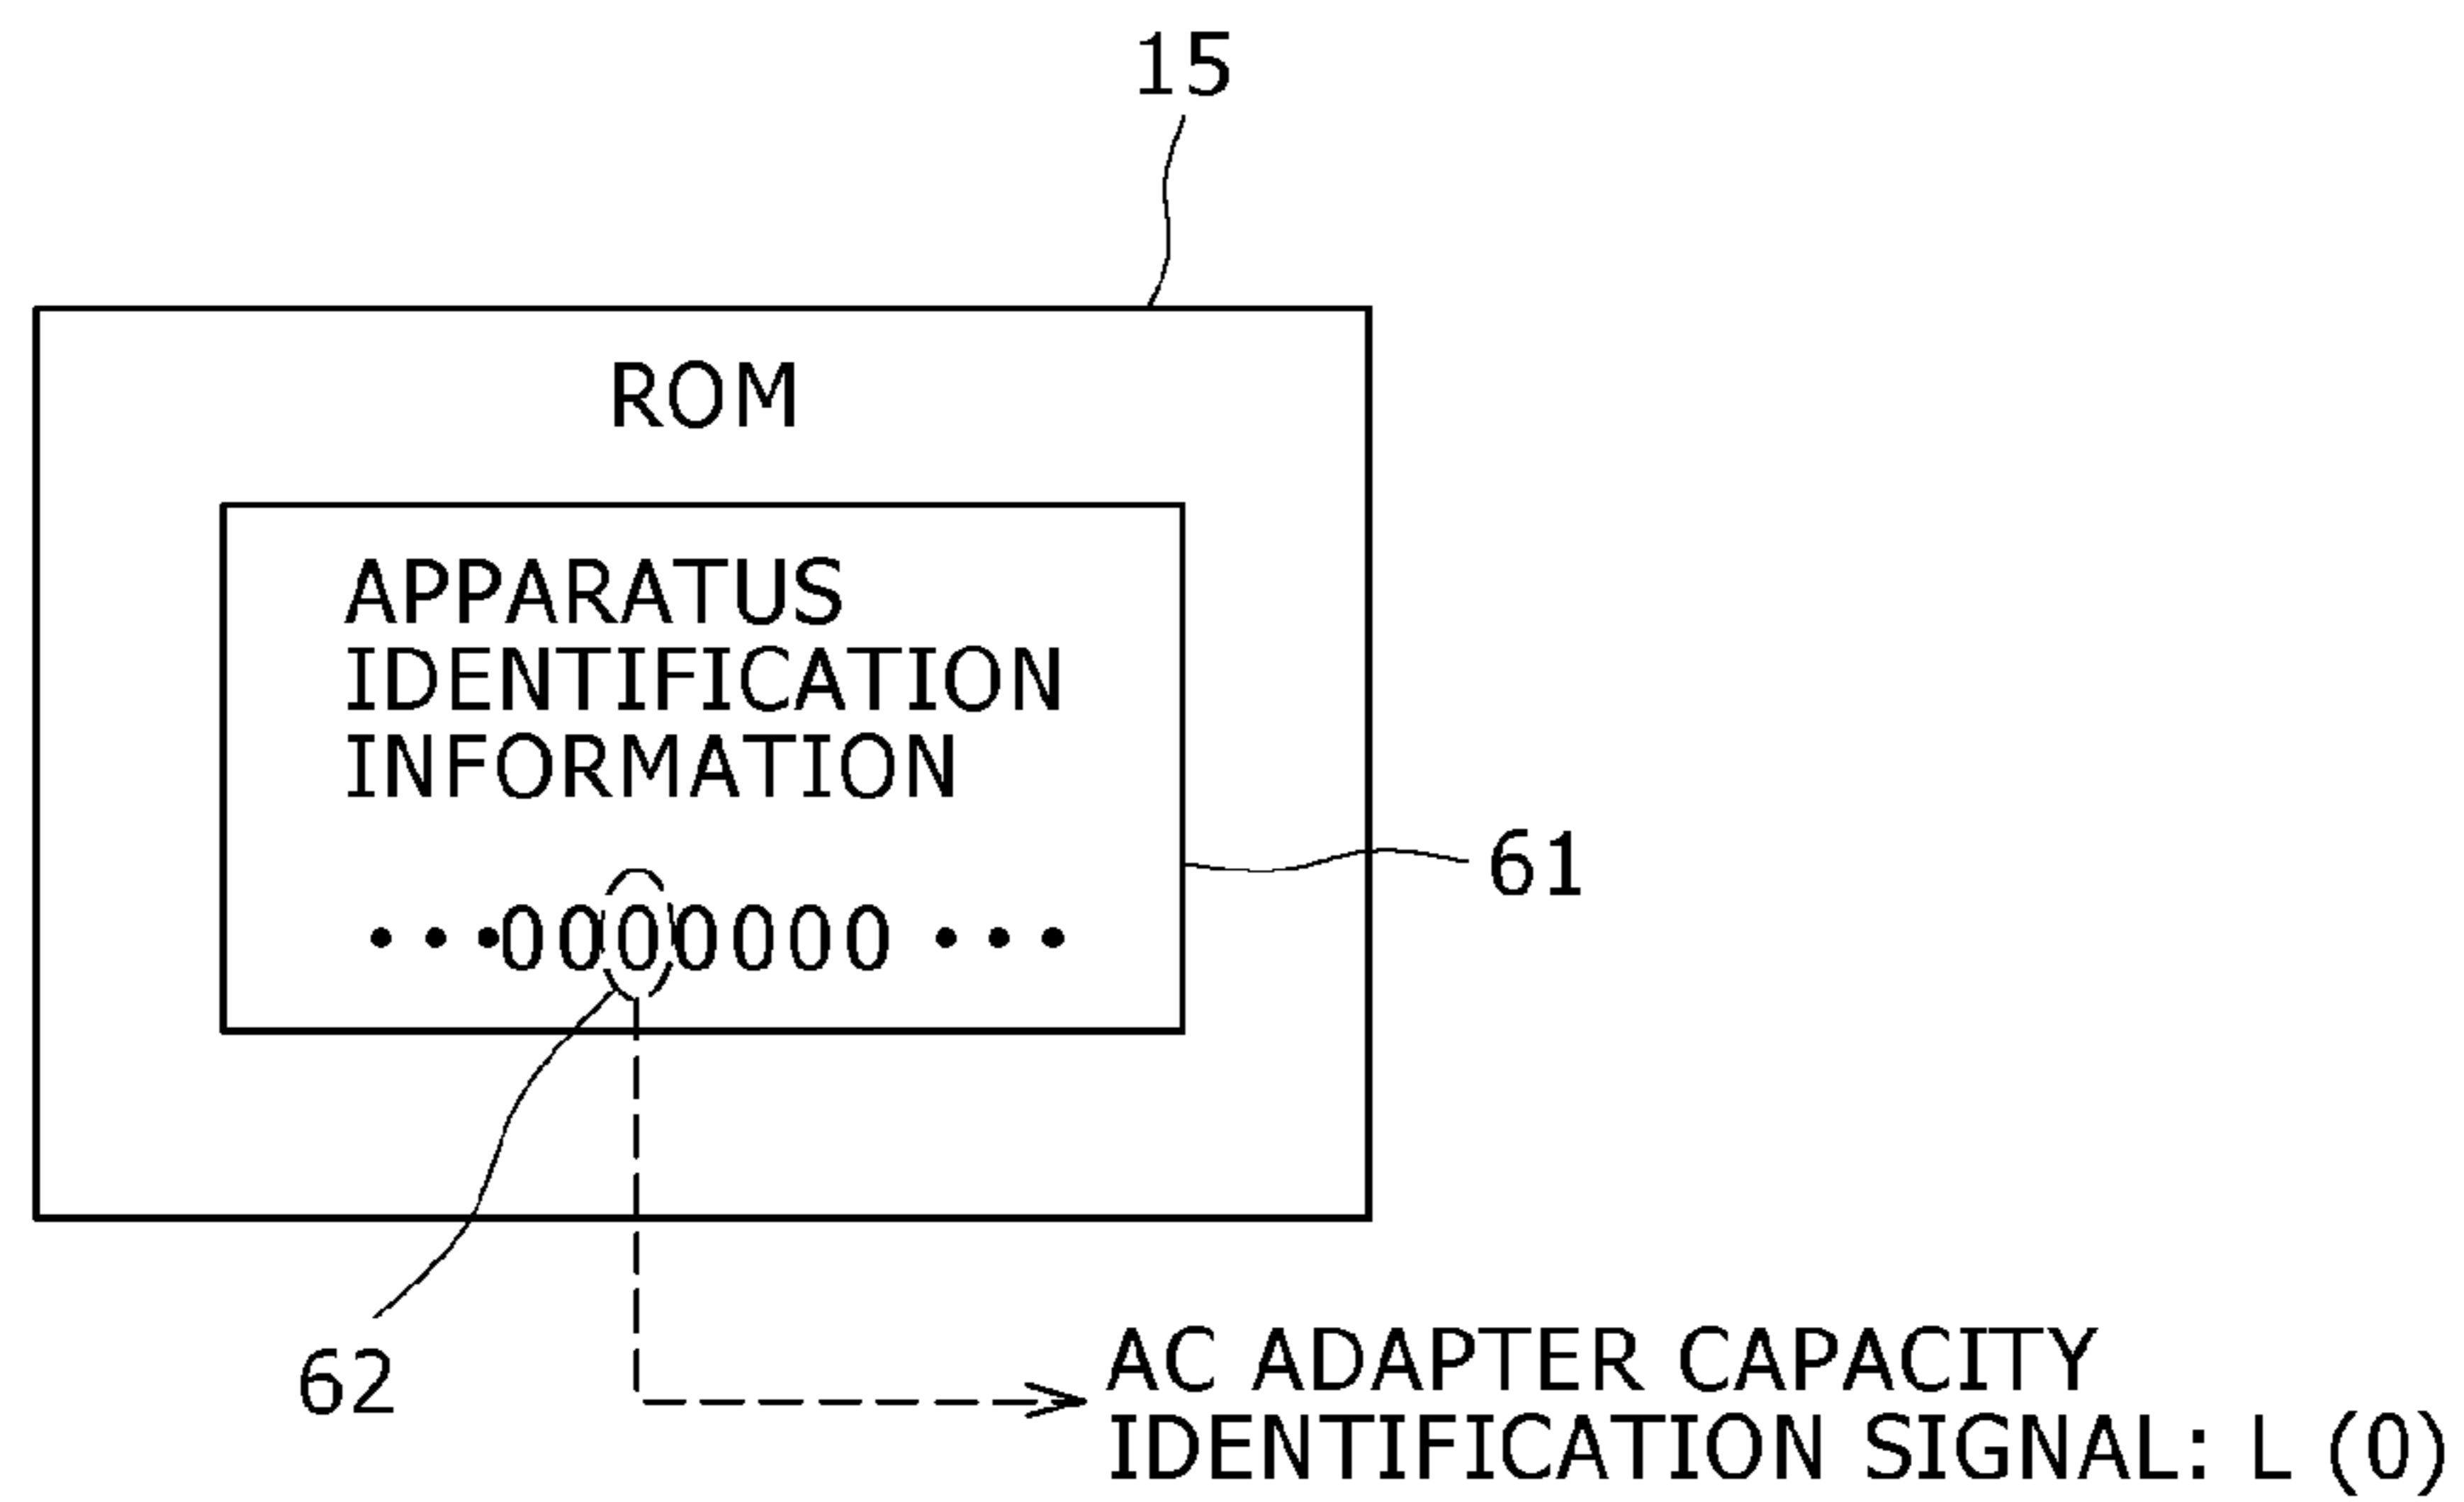 15
ROM
APPARATUS
IDENTIFICATION
INFORMATION
61
•••0000000•••
62
AC ADAPTER CAPACITY
IDENTIFICATION SIGNAL: L (0)